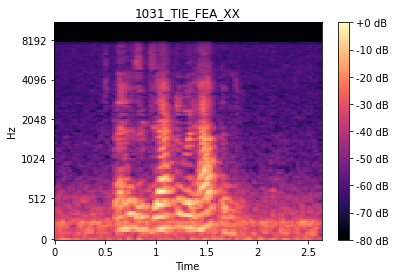 1031_TIE_FEA_XX
+0 dB
8192
-10 dB
4096
-20 dB
-30 dB
2048
Hz
-40 dB
1024
-50 dB
512
-60 dB
-70 dB
0
-80 dB
0
0.5
1
1.5
2
2.5
Time